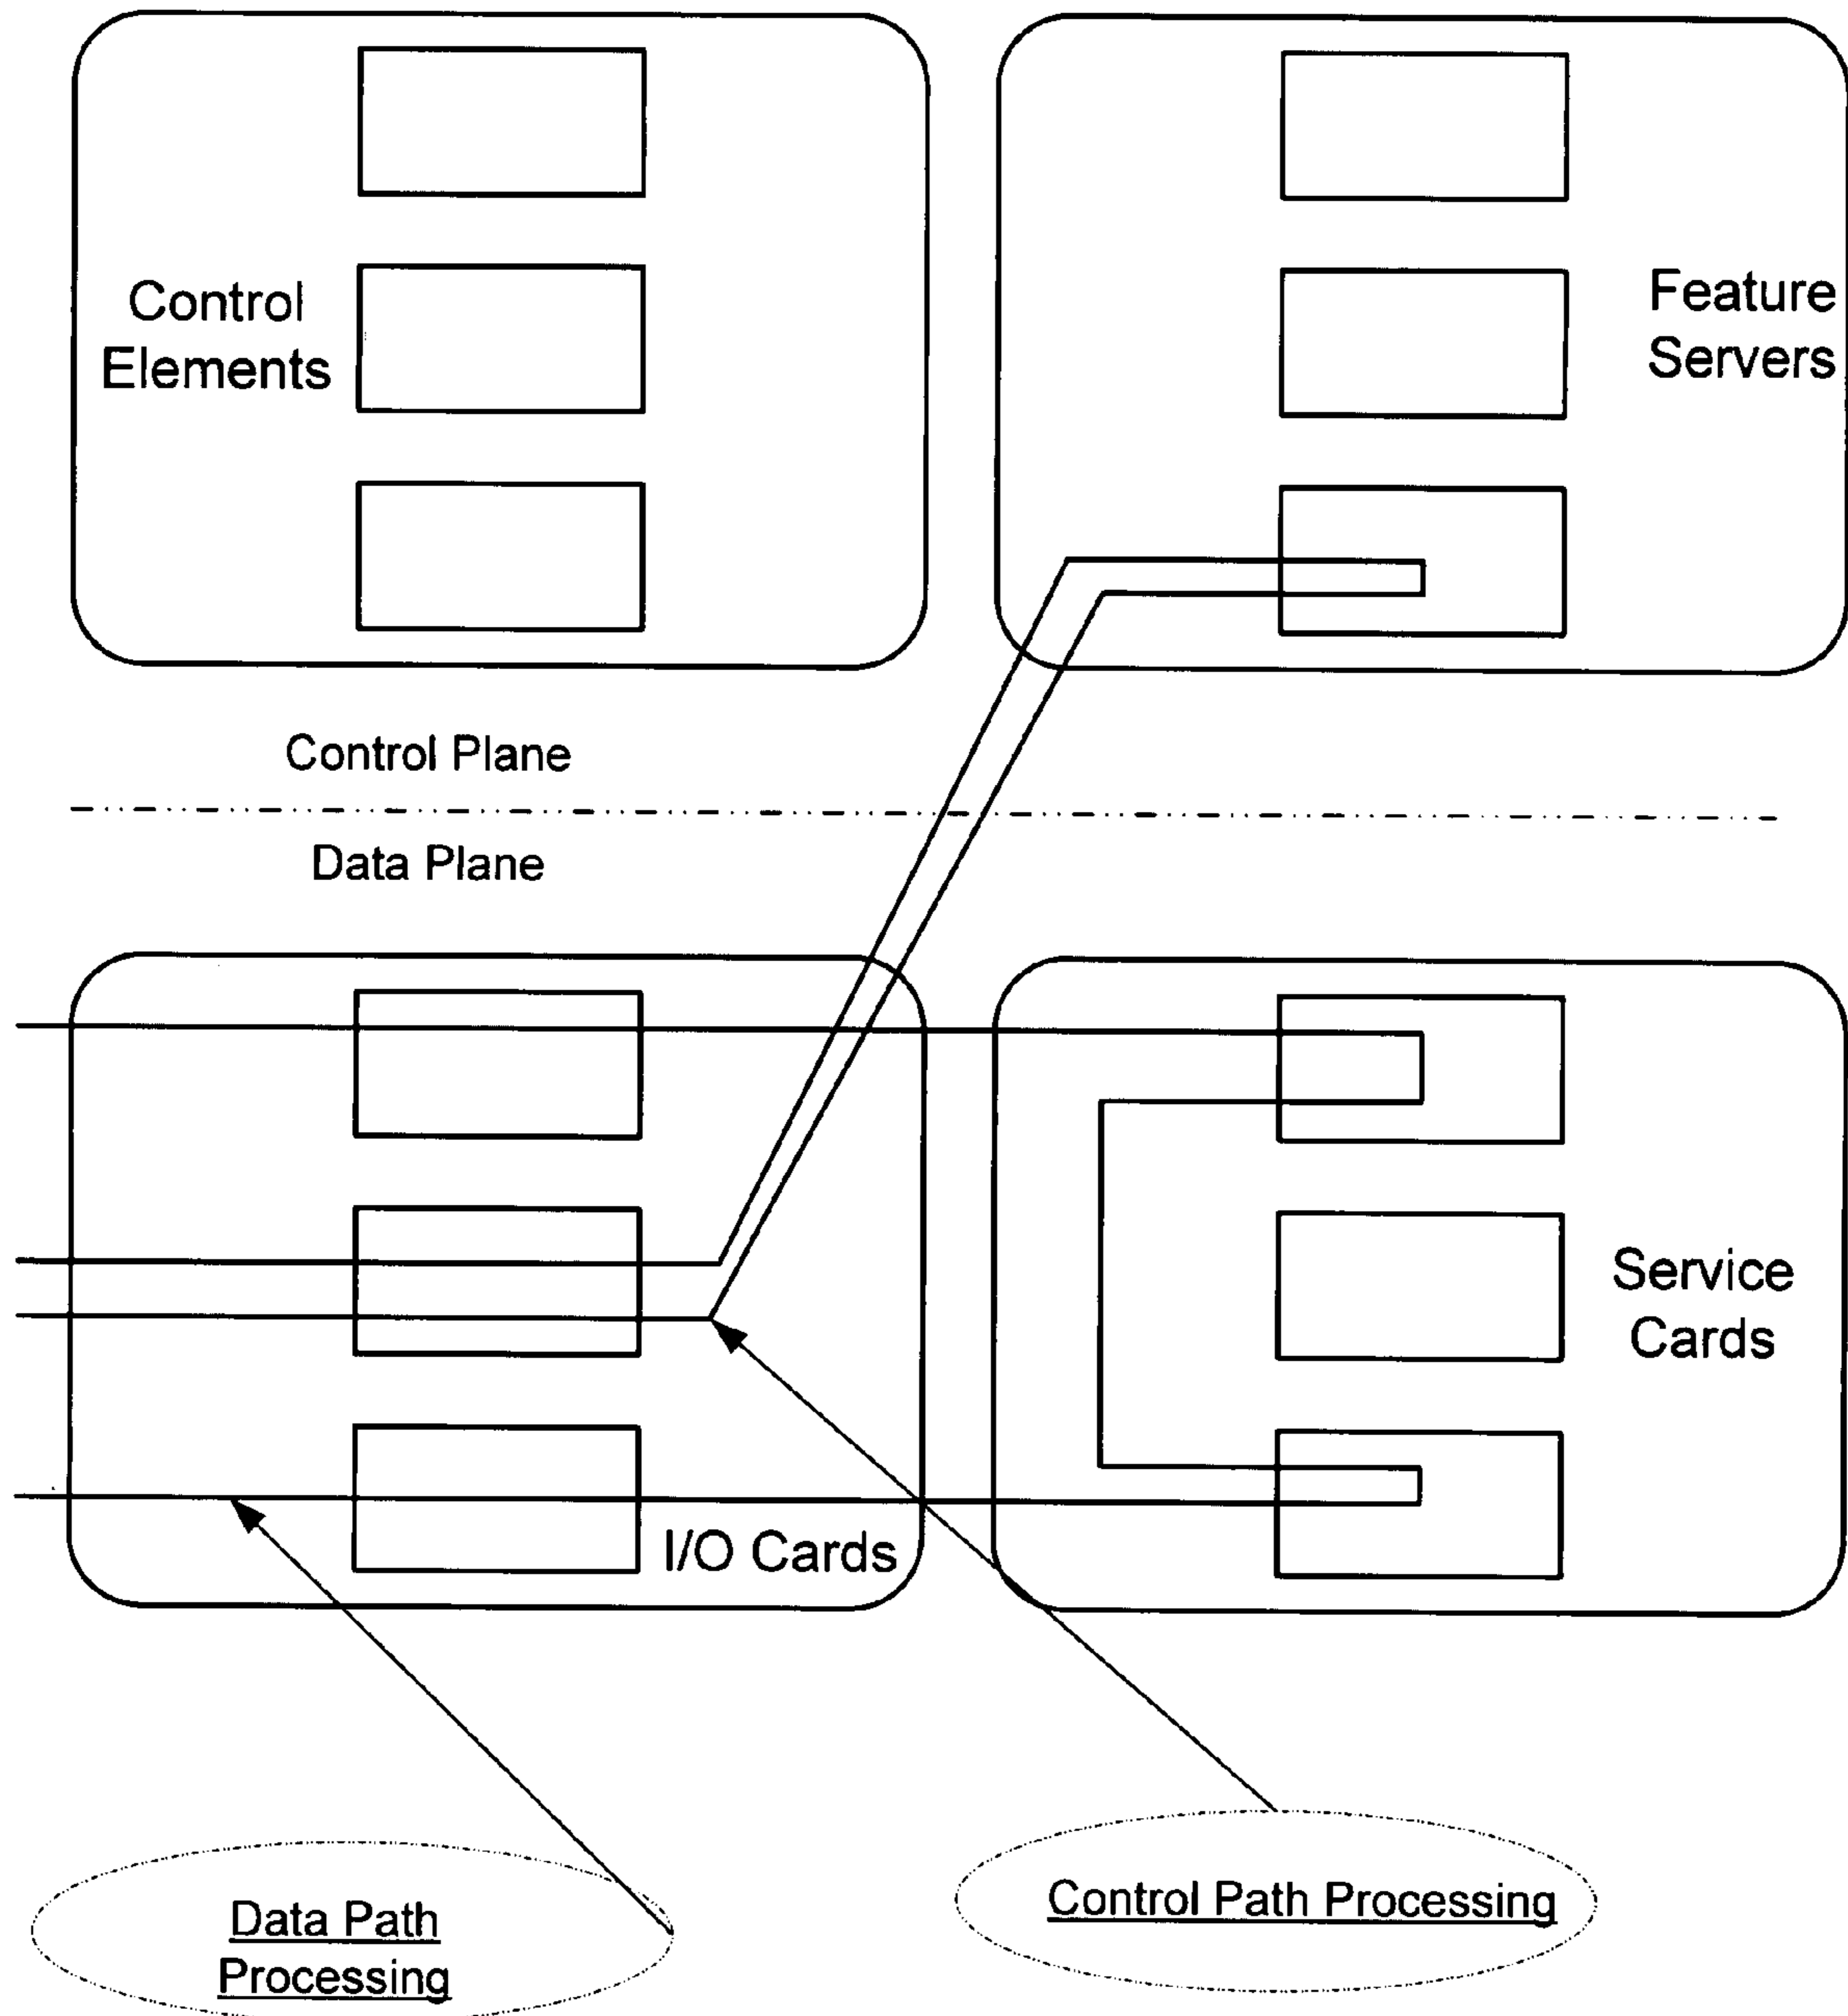 Control
Elements
Feature
Servers
Control Plane
Data Plane
Service
Cards
I/O Cards
Data Path
Processing
Control Path Processing